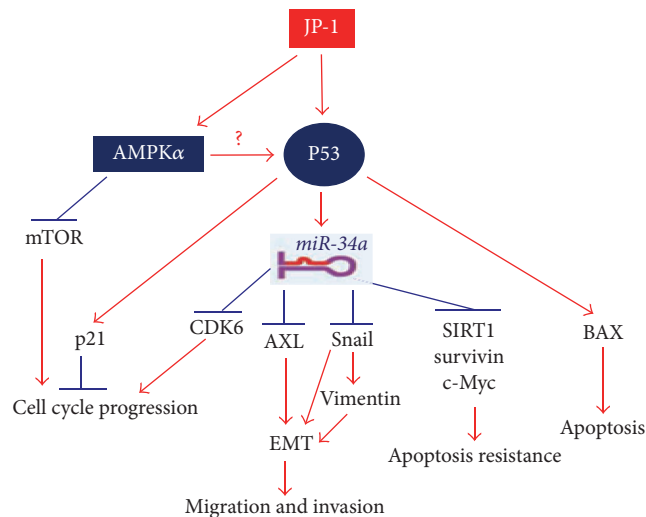 JP-1
?
AMPKα
P53
mTOR
miR-34a
p21
CDK6
AXL
Snail
SIRT1
survivin
c-Myc
BAX
Cell cycle progression
Vimentin
EMT
Apoptosis resistance
Apoptosis
Migration and invasion